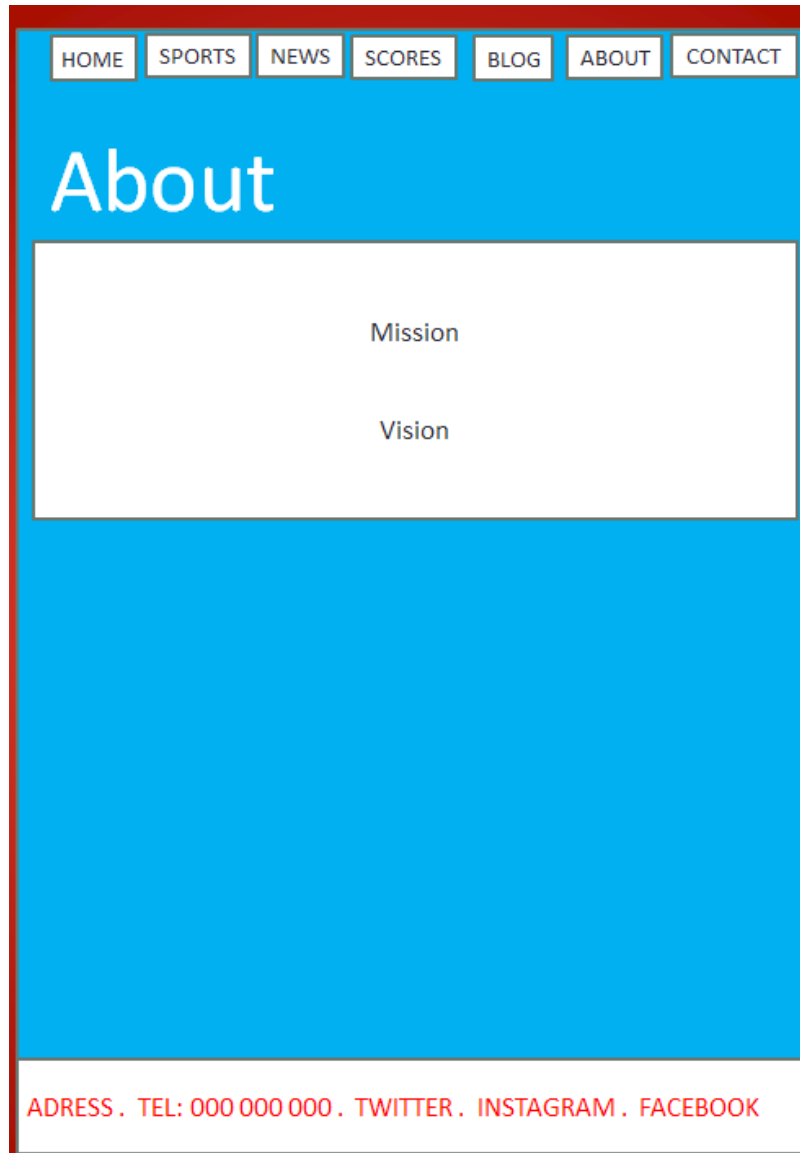 HOME SPORTS NEWS SCORES BLOG ABOUT CONTACT
About
Mission
Vision
ADRESS . TEL: 000 000 000 . TWITTER . INSTAGRAM . FACEBOOK